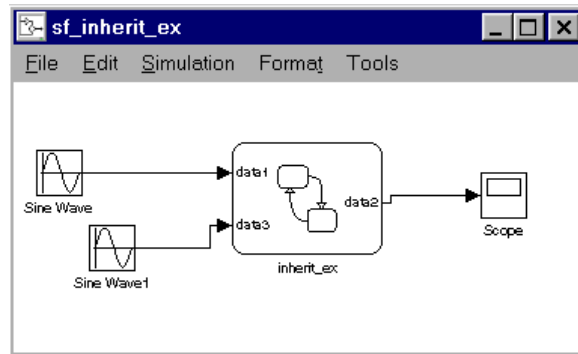 sf_inherit_ex
File Edit Simulation Format Tools
data1
Sine Wave
data2
data3
Scope
Sine Wave1
inherit_ex